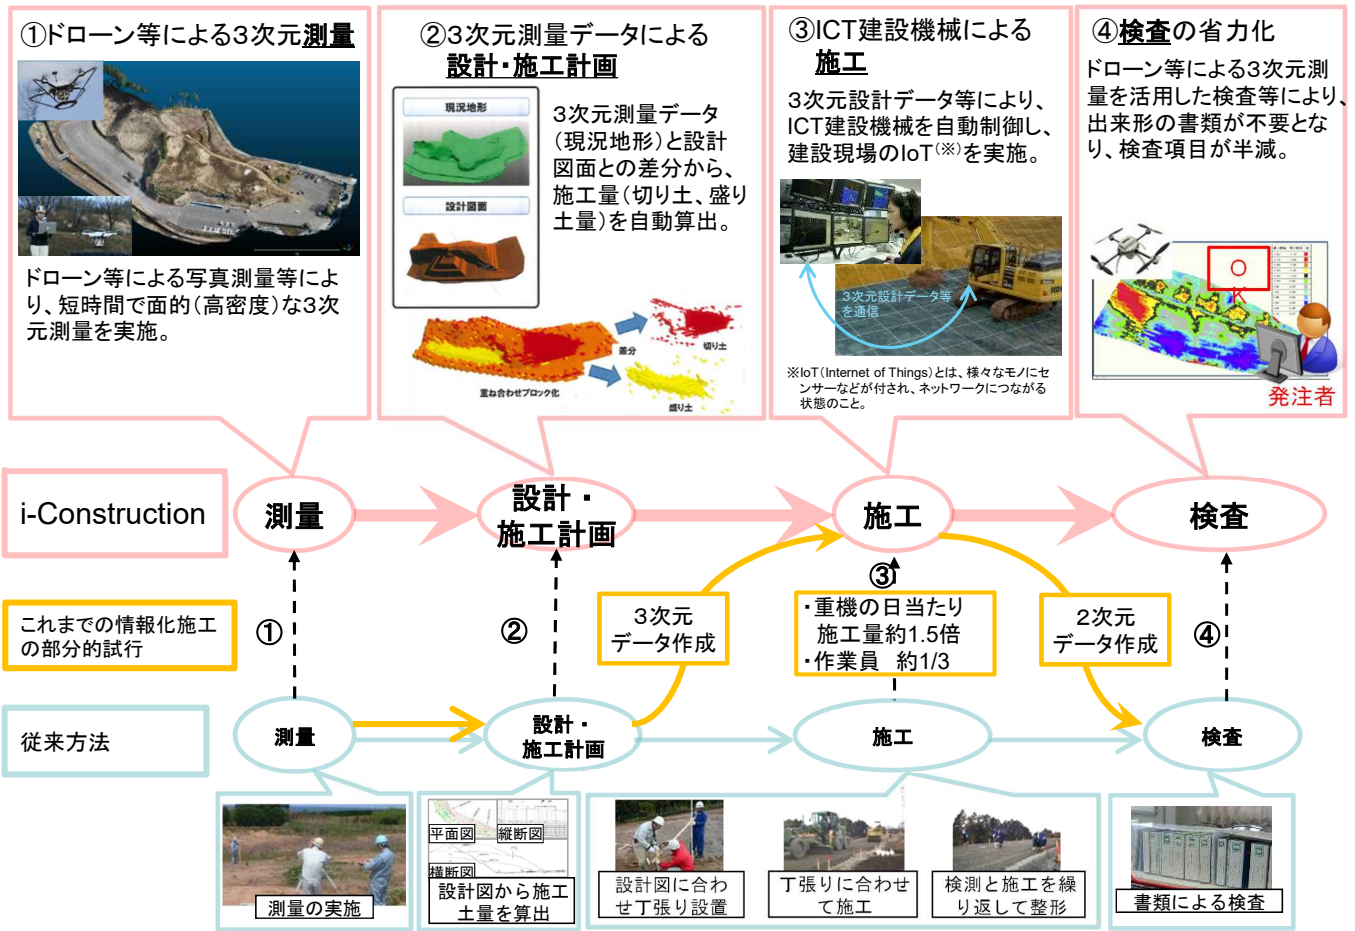 ①ドローン等による3次元測量
ドローン等による写真測量等によ
り、短時間で面的(高密度)な3次
元測量を実施。
②3次元測量データによる
設計・施工計画
現況地形
設計図面
3次元測量データ
(現況地形)と設計
図面との差分から、
施工量(切り土、盛り
土量)を自動算出。
差分
切り土
重ね合わせブロック化
盛り土
③ICT建設機械による
施工
3次元設計データ等により、
ICT建設機械を自動制御し、
建設現場のIoT(※)を実施。
3次元設計データ等
を通信
※IoT(Internet of Things)とは、様々なモノにセ
ンサーなどが付され、ネットワークにつながる
状態のこと。
④検査の省力化
ドローン等による3次元測
量を活用した検査等により、
出来形の書類が不要とな
り、検査項目が半減。
O
K
発注者
i-Construction
測量
設計・
施工計画
施工
検査
これまでの情報化施工
の部分的試行
①
②
3次元
データ作成
③
・重機の日当たり
施工量約1.5倍
・作業員 約1/3
2次元
データ作成
④
従来方法
測量
設計・
施工計画
施工
検査
測量の実施
平面図
縦断図
横断図
設計図から施工
土量を算出
設計図に合わ
せ丁張り設置
丁張りに合わせ
て施工
検測と施工を繰
り返して整形
書類による検査